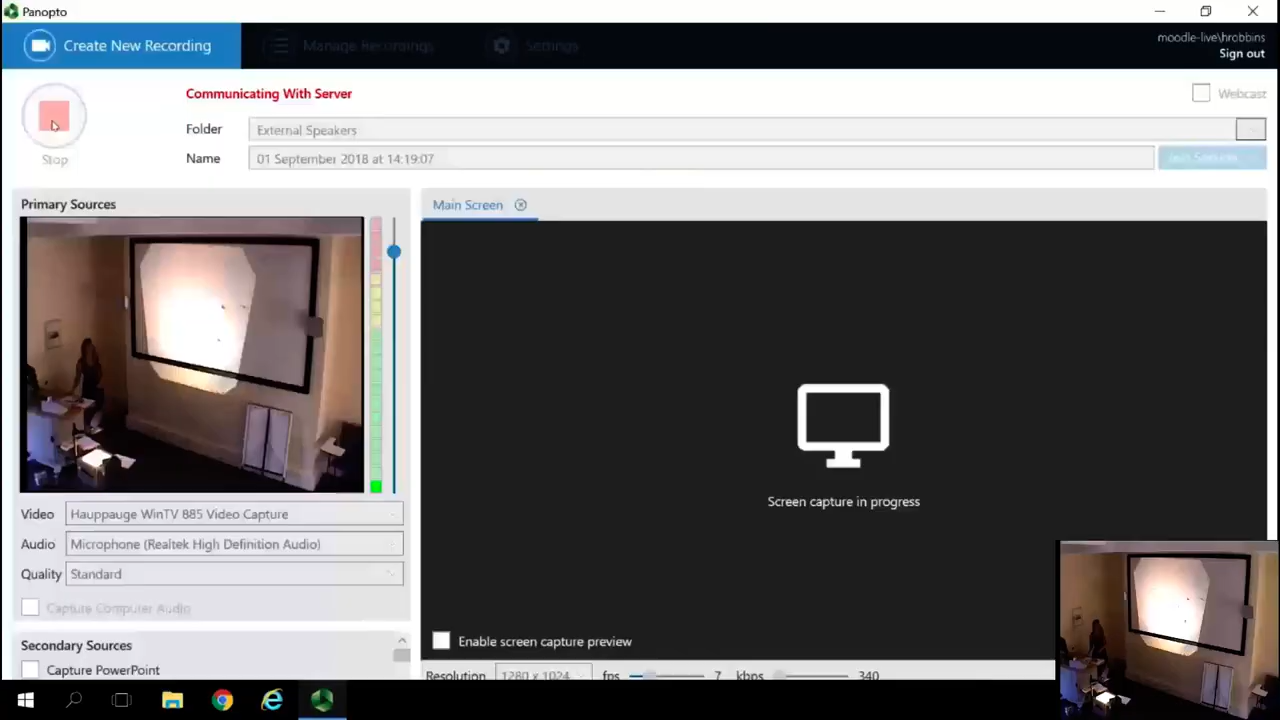 Panopto
Create New Recording
Manage Recordings
Settings
moodle-live\hrobbins
Sign out
Communicating With Server
Webcast
Stop
Folder
External Speakers
Name
01 September 2018 at 14:19:07
Primary Sources
Main Screen
Screen capture in progress
Video
Hauppauge WinTV 885 Video Capture
Audio
Microphone (Realtek High Definition Audio)
Quality
Standard
Capture Computer Audio
Enable screen capture preview
Secondary Sources
Capture PowerPoint
Resolution 1280 x 1024 fps 7 kbps 340